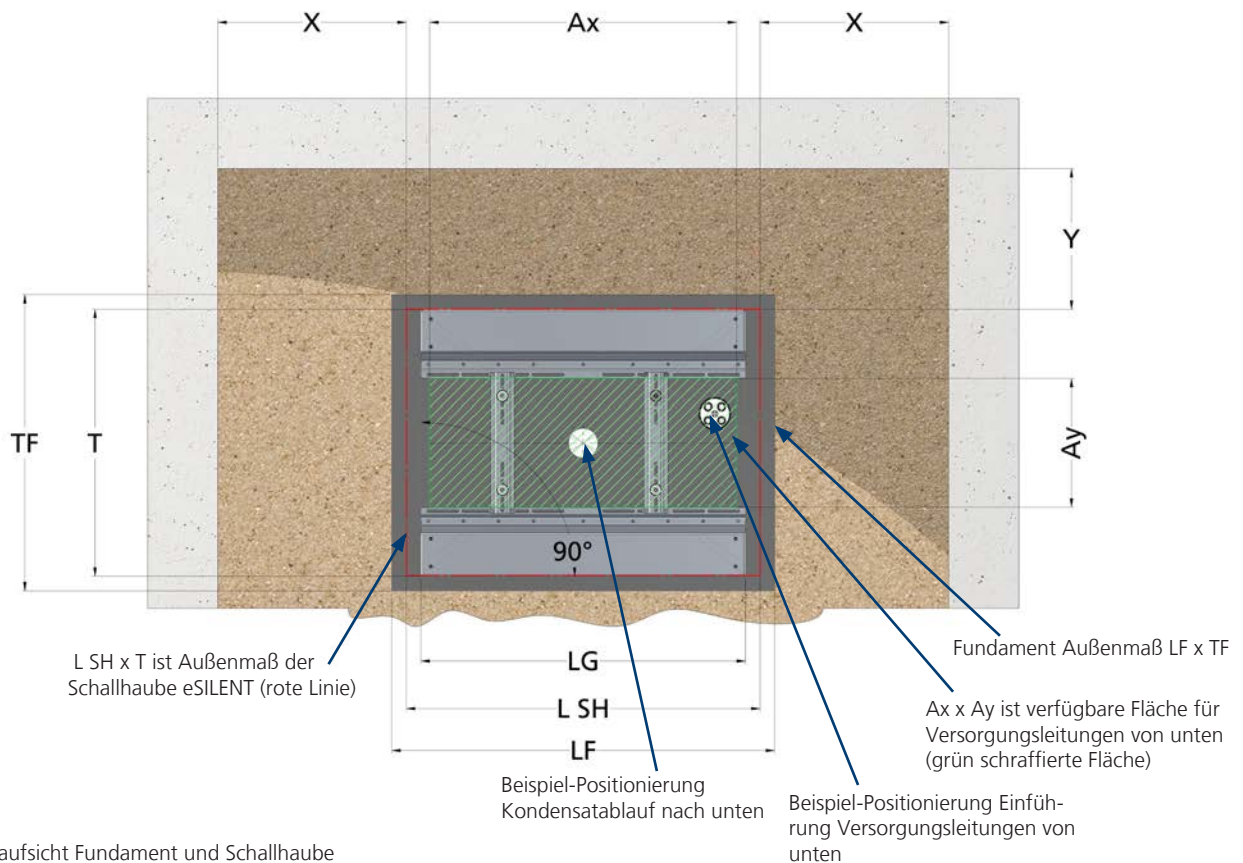 X
Ax
X
Y
TF
T
Ay
90°
L SH x T ist Außenmaß der
Schallhaube eSILENT (rote Linie)
LG
L SH
LF
Fundament Außenmaß LF x TF
Ax x Ay ist verfügbare Fläche für
Versorgungsleitungen von unten
(grün schraffierte Fläche)
Beispiel-Positionierung
Kondensatablauf nach unten
Beispiel-Positionierung Einfüh-
rung Versorgungsleitungen von
unten
aufsicht Fundament und Schallhaube